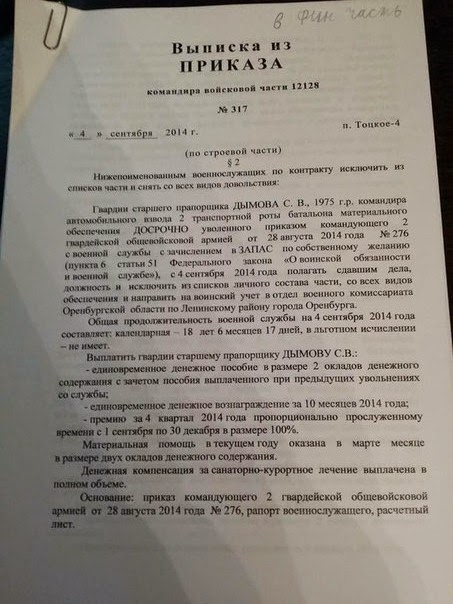 в фин часть
Выписка из
ПРИКАЗА
командира войсковой части 12128
№ 317
« 4 » сентября 2014 г. п. Тоцкое-4
(по строевой части)
§ 2
Нижепоименованным военнослужащих по контракту исключить из
списков части и снять со всех видов довольствия:
Гвардии старшего прапорщика ДЫМОВА С. В., 1975 г.р. командира
автомобильного взвода 2 транспортной роты батальона материального
обеспечения ДОСРОЧНО уволенного приказом командующего 2
гвардейской общевойсковой армией от 28 августа 2014 года № 276
с военной службы с зачислением в ЗАПАС по собственному желанию
(пункта 6 статьи 51 Федерального закона «О воинской обязанности
и военной службе», с 4 сентября 2014 года полагать сдавшим дела,
должность и исключить из списков личного состава части, со всех видов
обеспечения и направить на воинский учет в отдел военного комиссариата
Оренбургской области по Ленинскому району города Оренбурга.
Общая продолжительность военной службы на 4 сентября 2014 года
составляет: календарная – 18 лет 6 месяцев 17 дней, в льготном исчислении
– не имеет.
Выплатить гвардии старшему прапорщику ДЫМОВУ С.В.:
- единовременное денежное пособие в размере 2 окладов денежного
содержания с зачетом пособия выплаченного при предыдущих увольнениях
со службы;
- единовременное денежное вознаграждение за 10 месяцев 2014 года;
- премию за 4 квартал 2014 года пропорционально прослуженному
времени с 1 сентября по 30 декабря в размере 100%.
Материальная помощь в текущем году оказана в марте месяце
в размере двух окладов денежного содержания.
Денежная компенсация за санаторно-курортное лечение выплачена в
полном объеме.
Основание: приказ командующего 2 гвардейской общевойсковой
армией от 28 августа 2014 года № 276, рапорт военнослужащего, расчетный
лист.